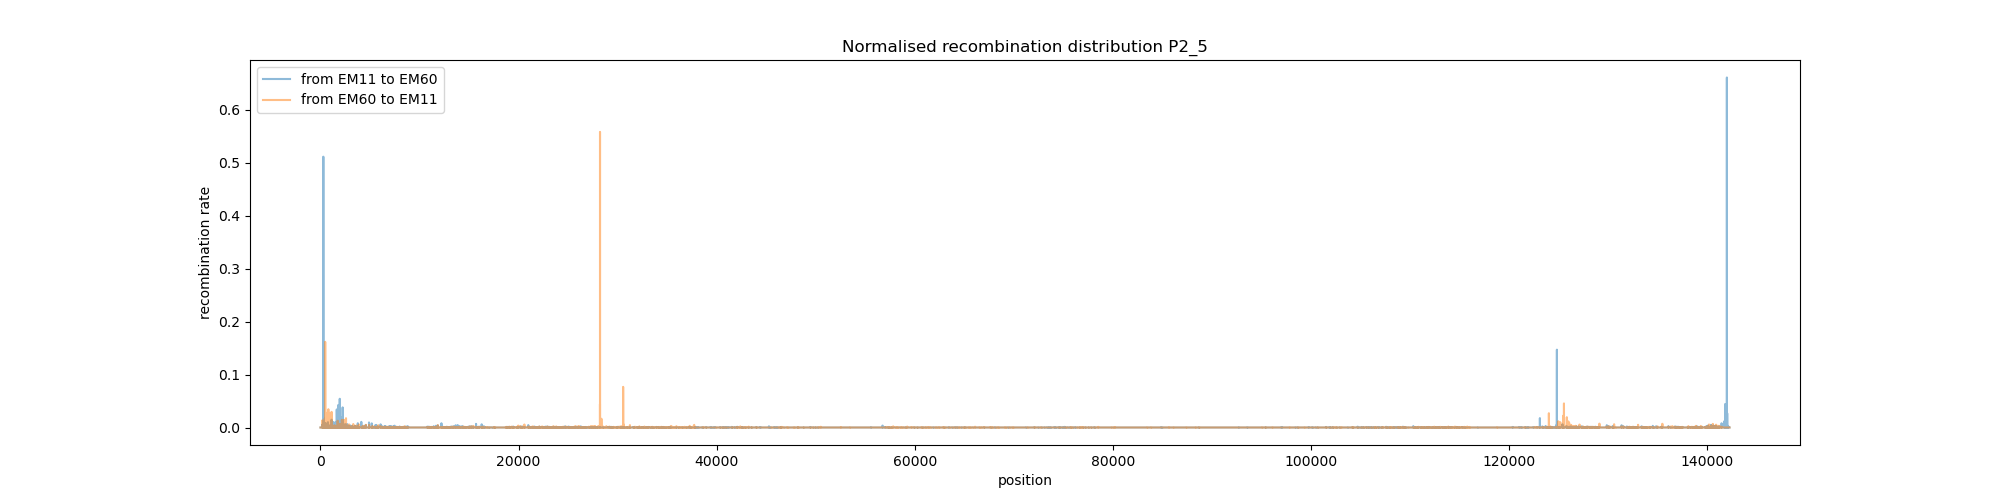 Normalised recombination distribution P2_5
from EM11 to EM60
from EM60 to EM11
recombination rate
0.6
0.5
0.4
0.3
0.2
0.1
0.0
0 20000 40000 60000 80000 100000 120000 140000
position